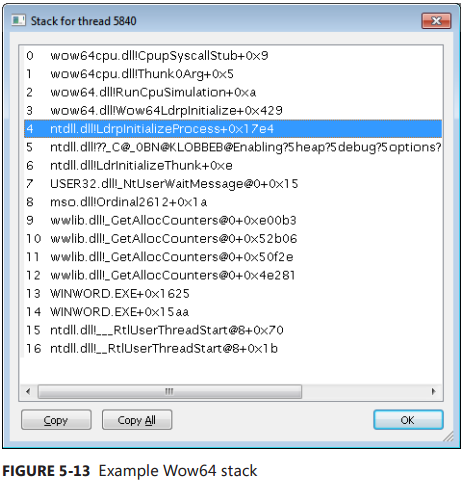 Stack for thread 5840
0 wow64cpu.dll!CpupSyscallStub+0x9
1 wow64cpu.dll!Thunk0Arg+0x5
2 wow64.dll!RunCpuSimulation+0xa
3 wow64.dll!Wow64LdrpInitialize+0x429
4 ntdll.dll!LdrpInitializeProcess+0x17e4
5 ntdll.dll!??_C@_0BN@KLOBBEB@Enabling?5heap?5debug?5options?
6 ntdll.dll!LdrInitializeThunk+0xe
7 USER32.dll!_NtUserWaitMessage@0+0x15
8 mso.dll!Ordinal2612+0x1a
9 wwlib.dll!_GetAllocCounters@0+0xe00b3
10 wwlib.dll!_GetAllocCounters@0+0x52b06
11 wwlib.dll!_GetAllocCounters@0+0x50f2e
12 wwlib.dll!_GetAllocCounters@0+0x4e281
13 WINWORD.EXE+0x1625
14 WINWORD.EXE+0x15aa
15 ntdll.dll!___RtlUserThreadStart@8+0x70
16 ntdll.dll!__RtlUserThreadStart@8+0x1b
Copy Copy All OK
FIGURE 5-13 Example Wow64 stack